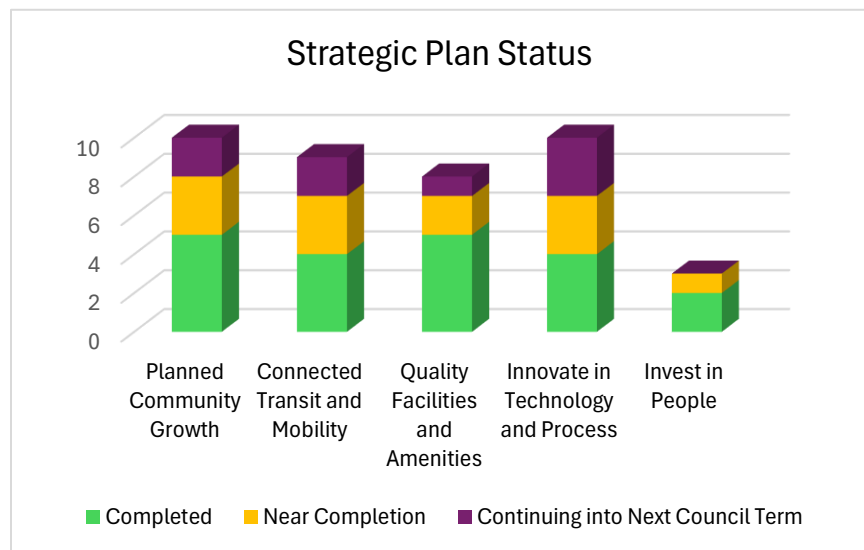 Strategic Plan Status
10
8
6
4
2
0
Planned
Community
Growth
Connected
Transit and
Mobility
Quality
Facilities
and
Amenities
Innovate in
Technology
and Process
Invest in
People
Completed
Near Completion
Continuing into Next Council Term